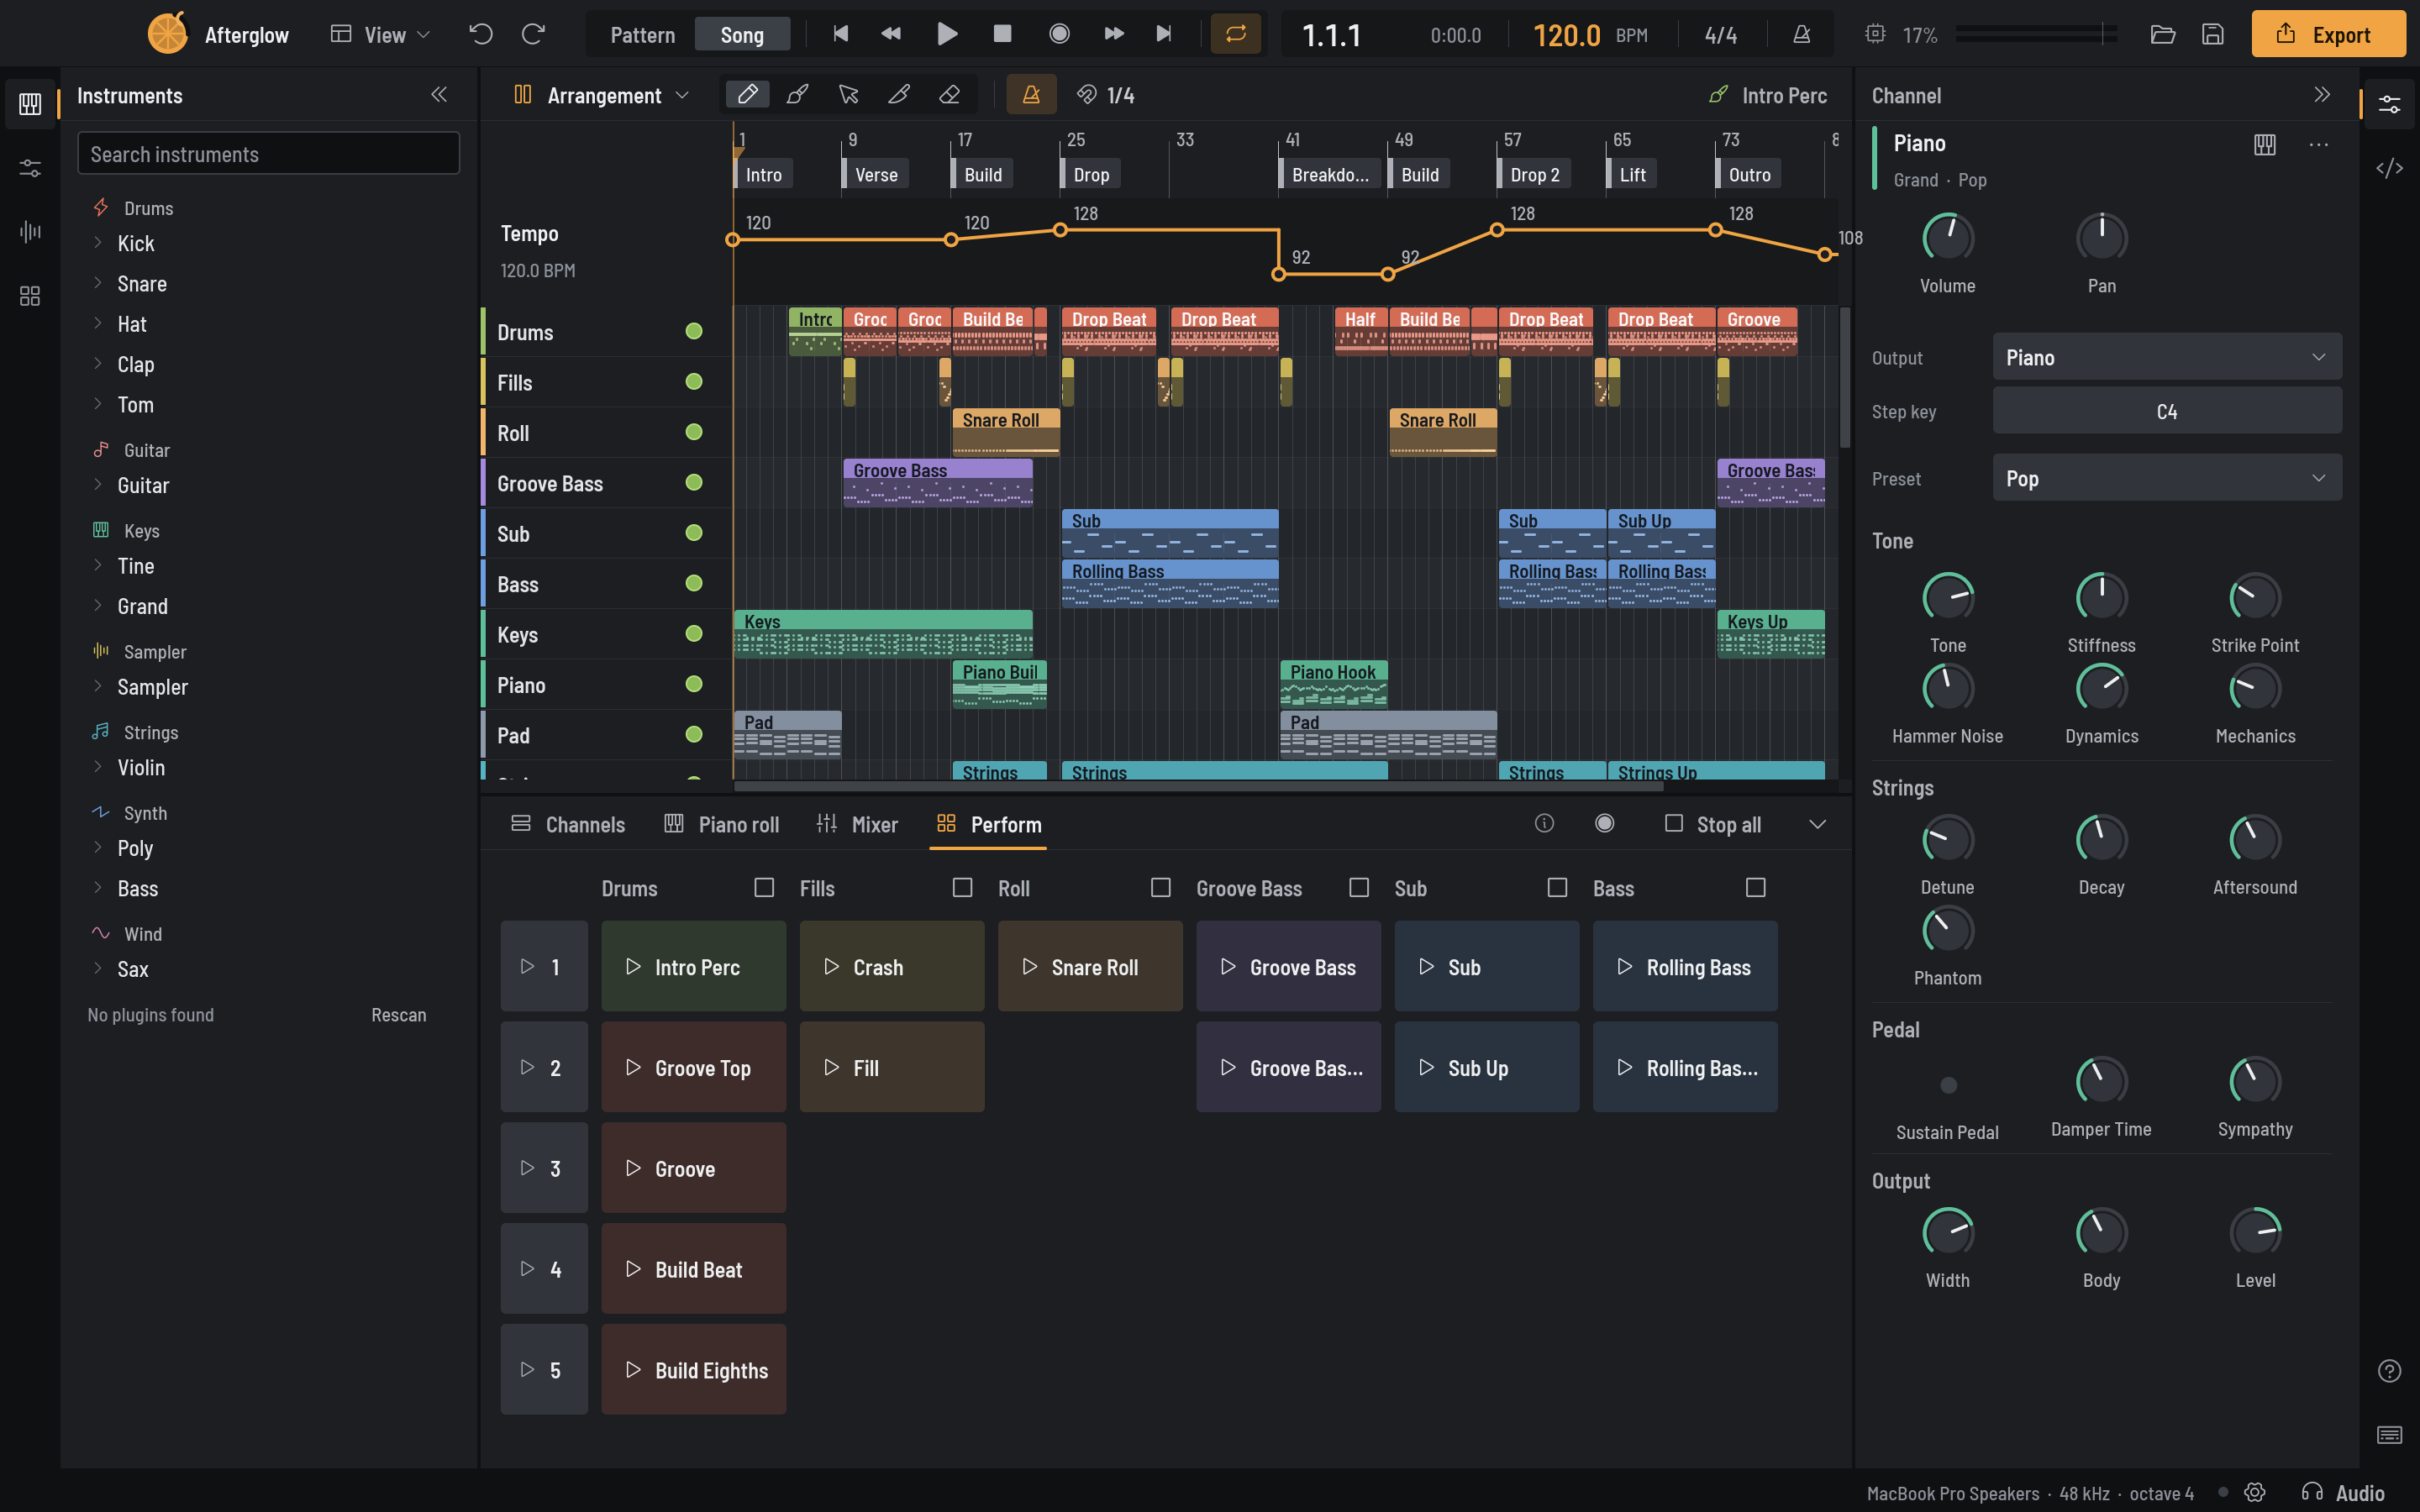 Afterglow View Pattern Song 1.1.1 0:00.0 120.0 BPM 4/4 17% Export
Instruments
Search instruments
Drums
Kick
Snare
Hat
Clap
Tom
Guitar
Guitar
Keys
Tine
Grand
Sampler
Sampler
Strings
Violin
Synth
Poly
Bass
Wind
Sax
No plugins found Rescan
Arrangement 1/4 Intro Perc
1 9 17 25 33 41 49 57 65 73 8
Intro Verse Build Drop Breakdo... Build Drop 2 Lift Outro
Tempo
120.0 BPM
120 120 128 92 92 128 128 108
Drums Intro Groo Groo Build Be Drop Beat Drop Beat Half Build Be Drop Beat Drop Beat Groove
Fills
Roll Snare Roll Snare Roll
Groove Bass Groove Bass Groove Bas
Sub Sub Sub Sub Up
Bass Rolling Bass Rolling Bass Rolling Bass
Keys Keys Keys Up
Piano Piano Buil Piano Hook
Pad Pad Pad
Strings Strings Strings Strings Up
Channels Piano roll Mixer Perform Stop all
Drums Fills Roll Groove Bass Sub Bass
1 Intro Perc Crash Snare Roll Groove Bass Sub Rolling Bass
2 Groove Top Fill Groove Bas... Sub Up Rolling Bas...
3 Groove
4 Build Beat
5 Build Eighths
Channel
Piano
Grand · Pop
Volume Pan
Output Piano
Step key C4
Preset Pop
Tone
Tone Stiffness Strike Point
Hammer Noise Dynamics Mechanics
Strings
Detune Decay Aftersound
Phantom
Pedal
Sustain Pedal Damper Time Sympathy
Output
Width Body Level
MacBook Pro Speakers · 48 kHz · octave 4 Audio